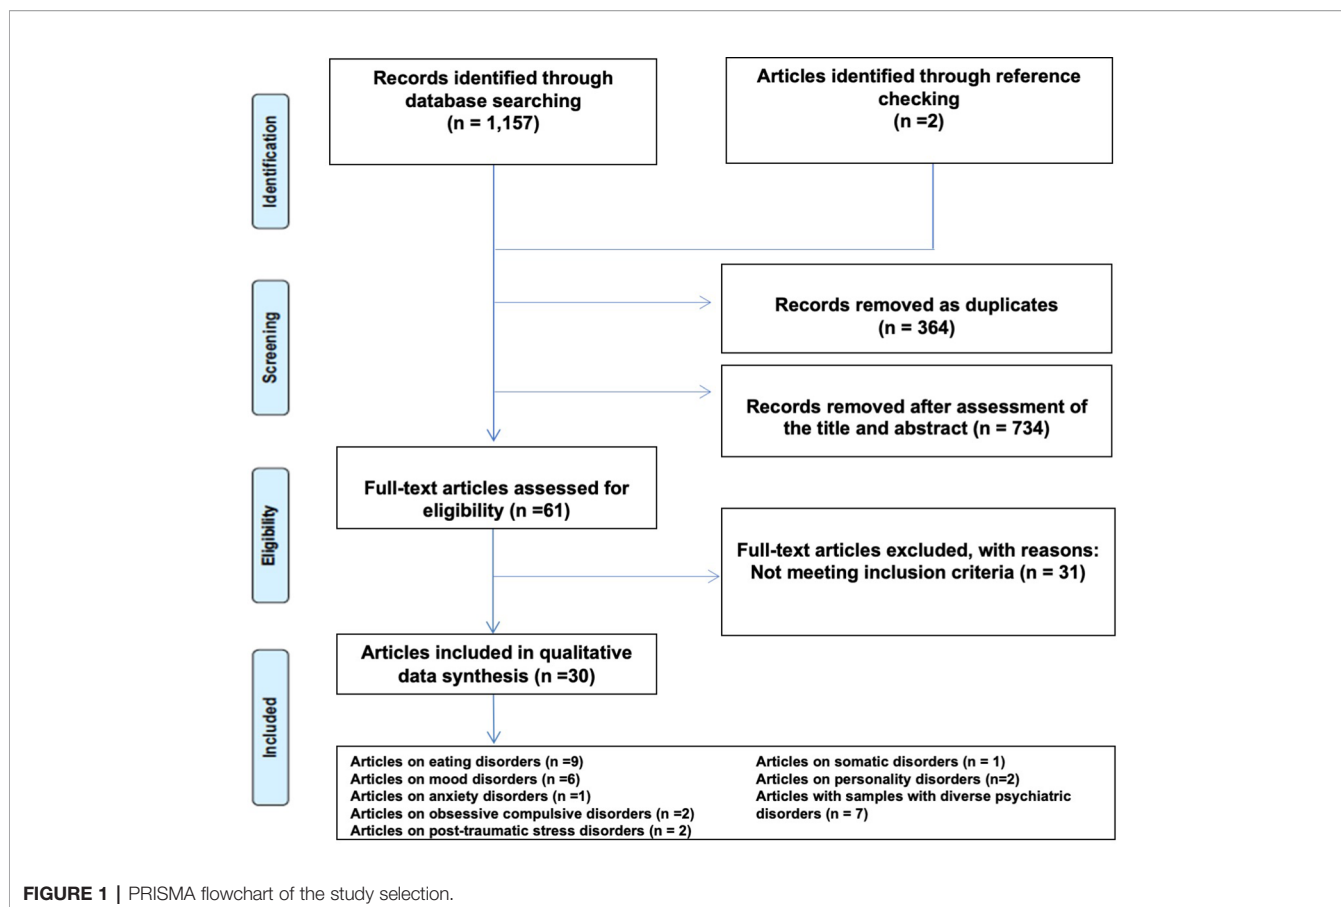 Identification
Records identified through
database searching
(n = 1,157)
Articles identified through reference
checking
(n =2)
Screening
Records removed as duplicates
(n = 364)
Records removed after assessment of
the title and abstract (n = 734)
Eligibility
Full-text articles assessed for
eligibility (n =61)
Full-text articles excluded, with reasons:
Not meeting inclusion criteria (n = 31)
Included
Articles included in qualitative
data synthesis (n =30)
Articles on eating disorders (n =9)
Articles on mood disorders (n =6)
Articles on anxiety disorders (n =1)
Articles on obsessive compulsive disorders (n =2)
Articles on post-traumatic stress disorders (n = 2)
Articles on somatic disorders (n = 1)
Articles on personality disorders (n=2)
Articles with samples with diverse psychiatric
disorders (n = 7)
FIGURE 1 | PRISMA flowchart of the study selection.